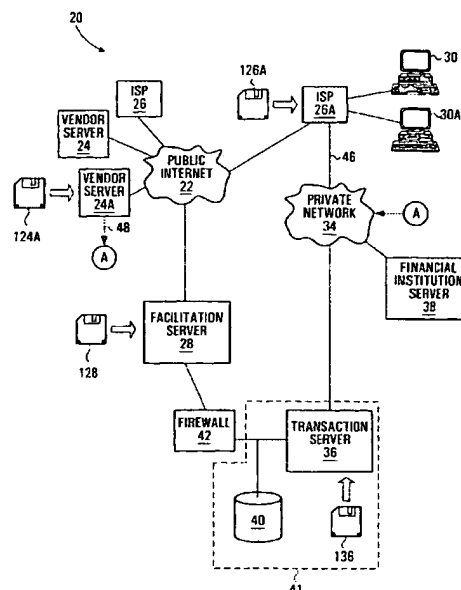 20
ISP
26
126A
ISP
26A
30
30A
VENDOR
SERVER
24
PUBLIC
INTERNET
22
46
VENDOR
SERVER
24A
124A
48
A
PRIVATE
NETWORK
34
A
FINANCIAL
INSTITUTION
SERVER
38
FACILITATION
SERVER
28
128
FIREWALL
42
TRANSACTION
SERVER
36
40
136
41